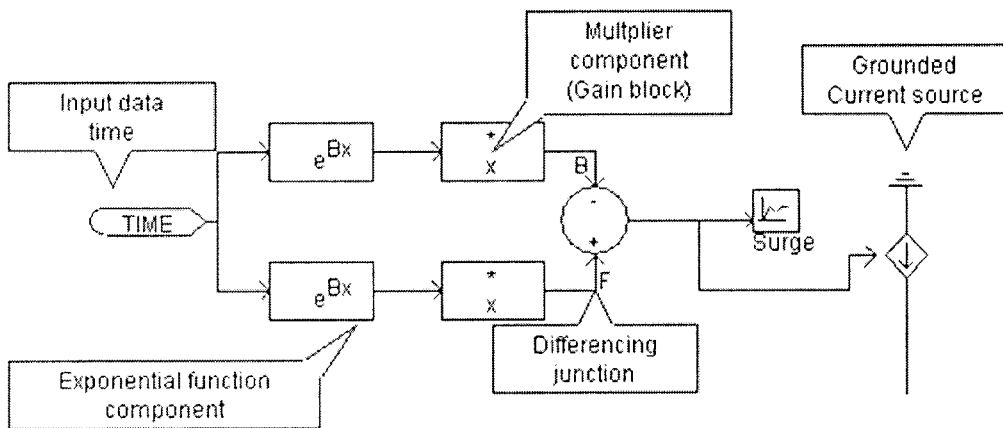 Multplier
component
(Gain block)
Grounded
Current source
Input data
time
e^Bx
*
x
B
TIME
-
+
Surge
e^Bx
*
x
F
Differencing
junction
Exponential function
component